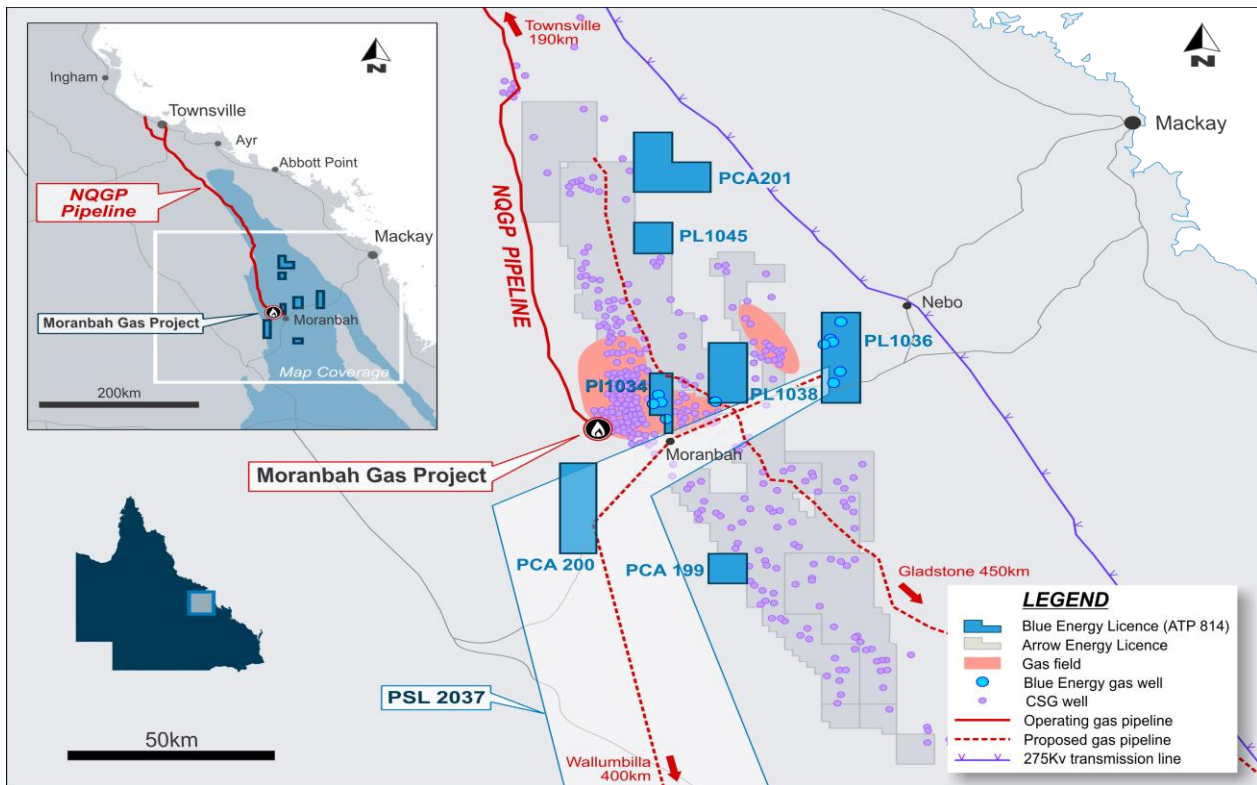 N
Ingham
Townsville
Ayr
Abbott Point
NQGP
Pipeline
Mackay
Moranbah Gas Project
Moranbah
Map Coverage
200km
Townsville
190km
N
Mackay
PCA201
NQGP PIPELINE
PL1045
Nebo
PL1036
Pl1034
PL1038
Moranbah Gas Project
Moranbah
PCA 200
PCA 199
Gladstone 450km
PSL 2037
50km
Wallumbilla
400km
LEGEND
Blue Energy Licence (ATP 814)
Arrow Energy Licence
Gas field
Blue Energy gas well
CSG well
Operating gas pipeline
Proposed gas pipeline
275Kv transmission line